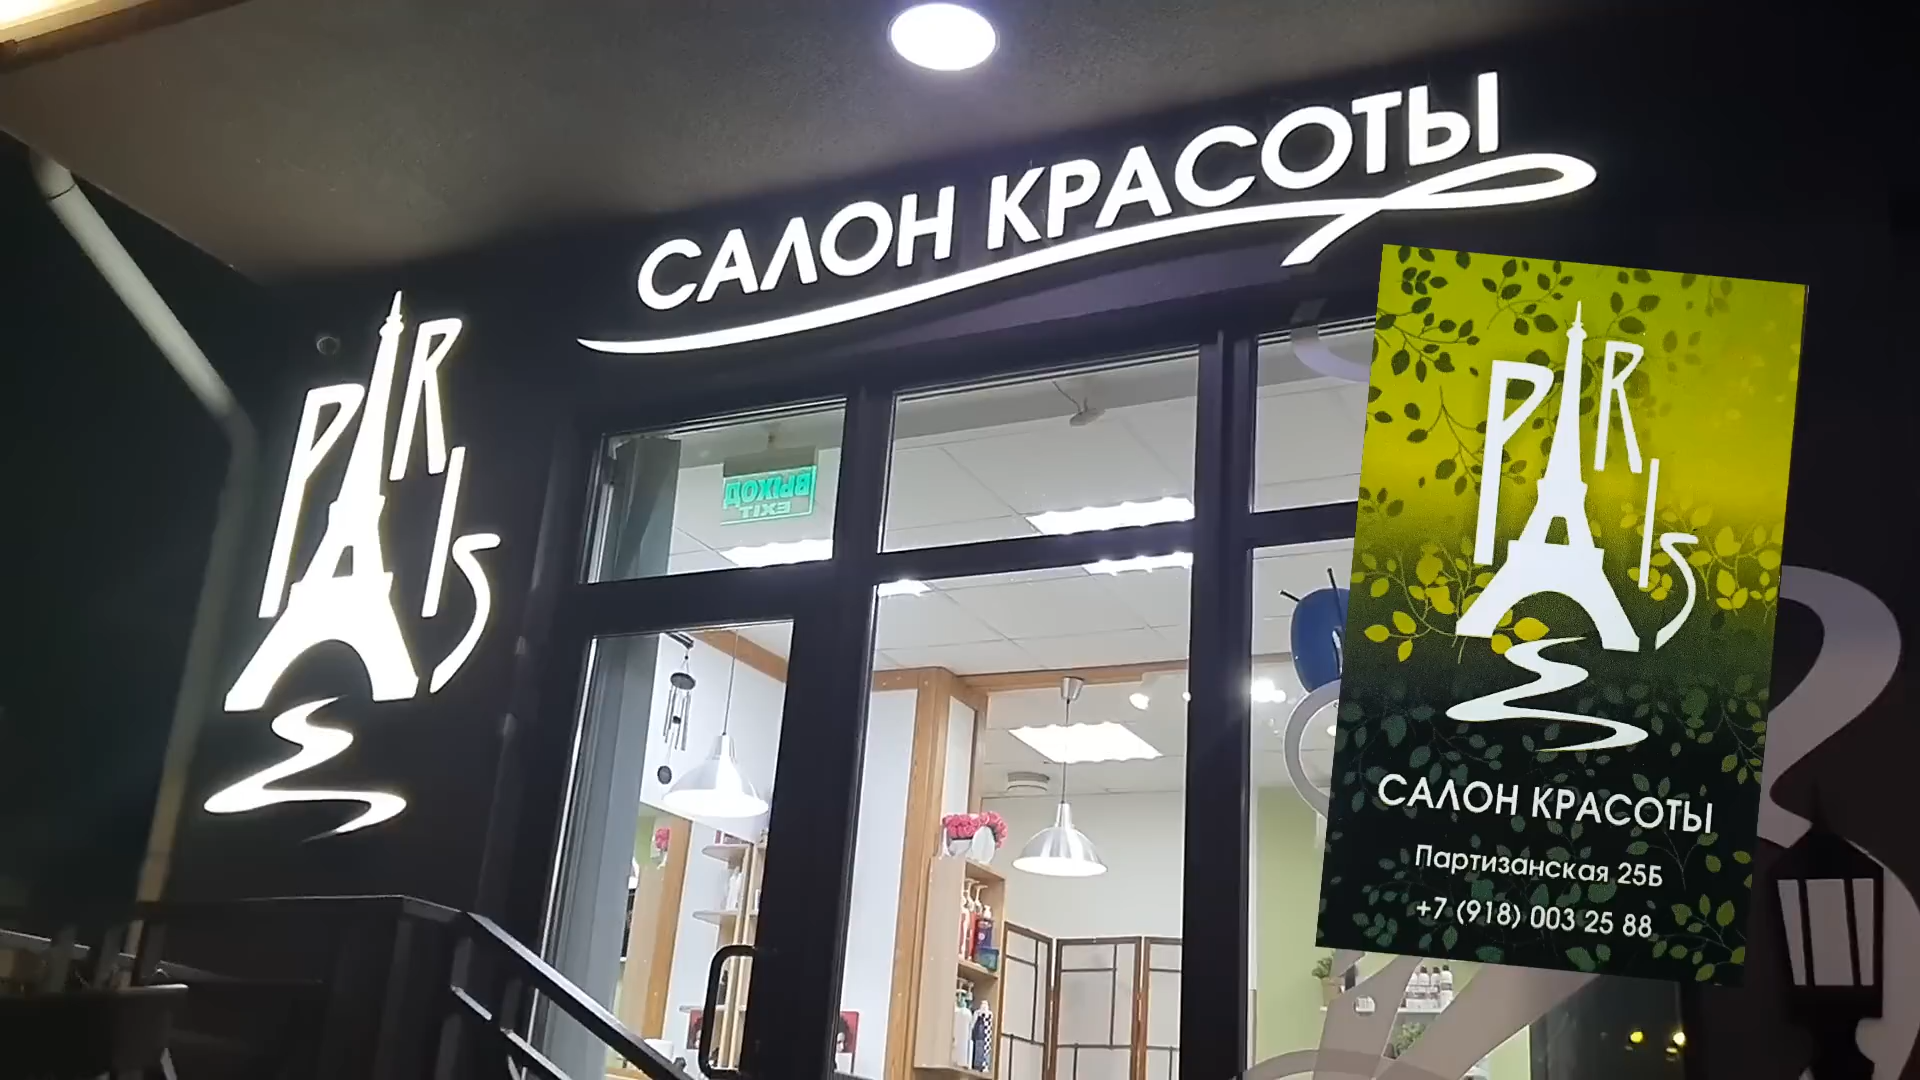 САЛОН КРАСОТЫ
PARIS
ВЫХОД
EXIT
PARIS
САЛОН КРАСОТЫ
Партизанская 25Б
+7 (918) 003 25 88